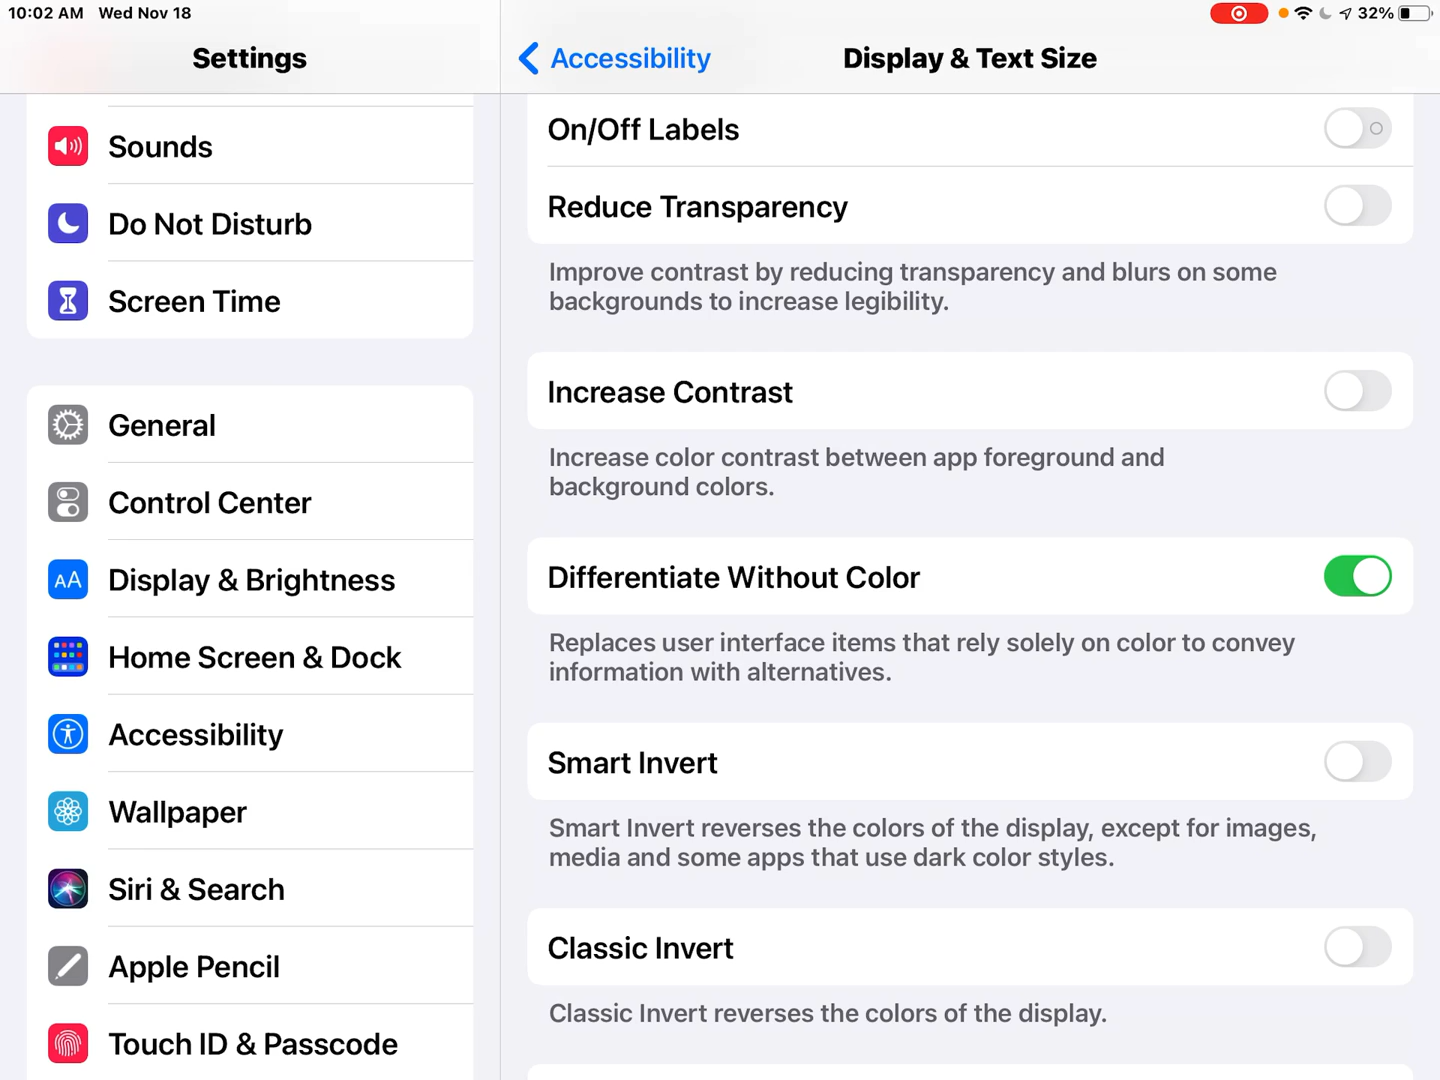 10:02 AM Wed Nov 18
32%
Settings
Sounds
Do Not Disturb
Screen Time
General
Control Center
AA Display & Brightness
Home Screen & Dock
Accessibility
Wallpaper
Siri & Search
Apple Pencil
Touch ID & Passcode
Accessibility
Display & Text Size
On/Off Labels
Reduce Transparency
Improve contrast by reducing transparency and blurs on some
backgrounds to increase legibility.
Increase Contrast
Increase color contrast between app foreground and
background colors.
Differentiate Without Color
Replaces user interface items that rely solely on color to convey
information with alternatives.
Smart Invert
Smart Invert reverses the colors of the display, except for images,
media and some apps that use dark color styles.
Classic Invert
Classic Invert reverses the colors of the display.